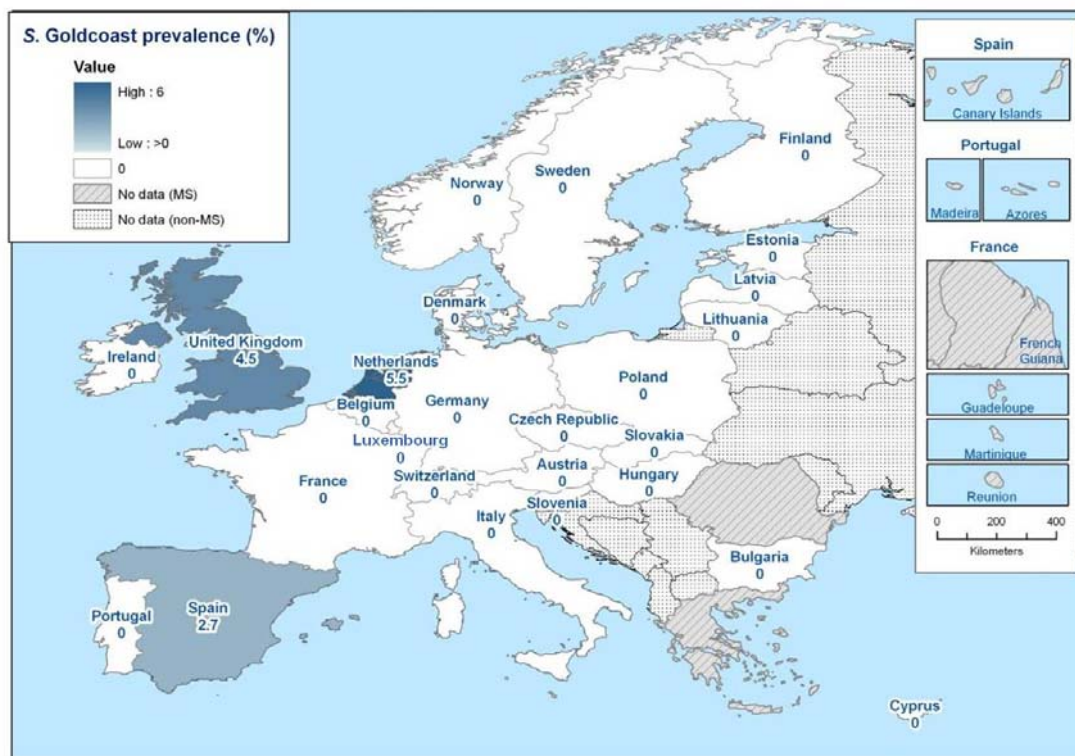 S. Goldcoast prevalence (%)
Value
High : 6
Low : >0
0
No data (MS)
No data (non-MS)
Norway
0
Sweden
0
Finland
0
Estonia
0
Latvia
0
Lithuania
0
Denmark
0
Ireland
0
United Kingdom
4.5
Netherlands
5.5
Belgium
0
Luxembourg
0
Germany
0
Poland
0
Czech Republic
0
Slovakia
0
Austria
0
Hungary
0
Switzerland
0
France
0
Slovenia
0
Italy
0
Bulgaria
0
Portugal
0
Spain
2.7
Cyprus
0
Spain
Canary Islands
Portugal
Madeira
Azores
France
French
Guiana
Guadeloupe
Martinique
Reunion
0 200 400
Kilometers